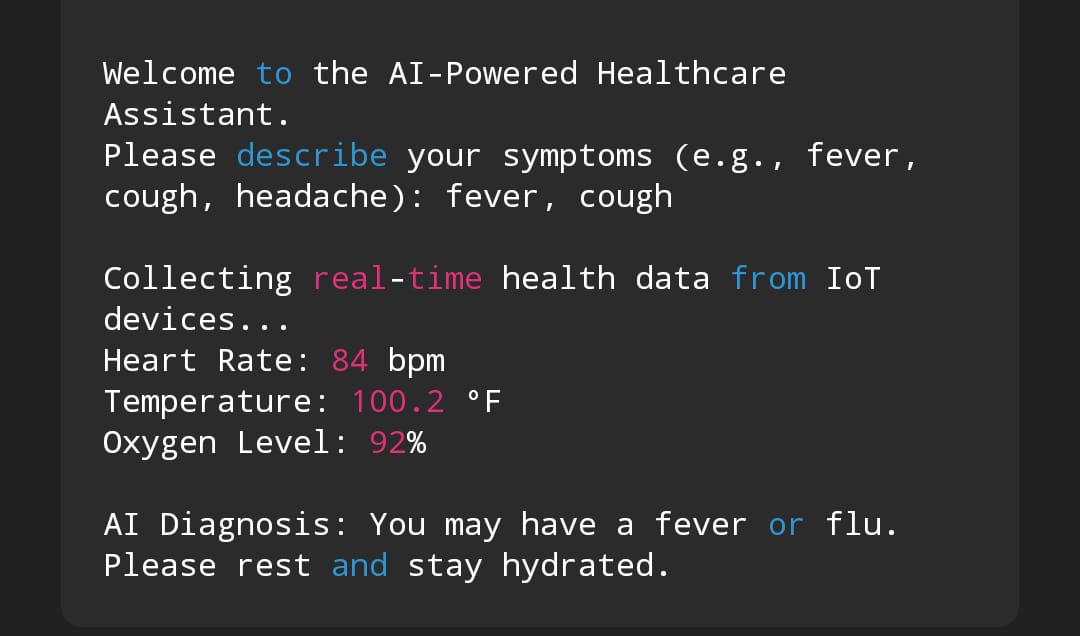 Welcome to the AI-Powered Healthcare
Assistant.
Please describe your symptoms (e.g., fever,
cough, headache): fever, cough
Collecting real-time health data from IoT
devices...
Heart Rate: 84 bpm
Temperature: 100.2 °F
Oxygen Level: 92%
AI Diagnosis: You may have a fever or flu.
Please rest and stay hydrated.